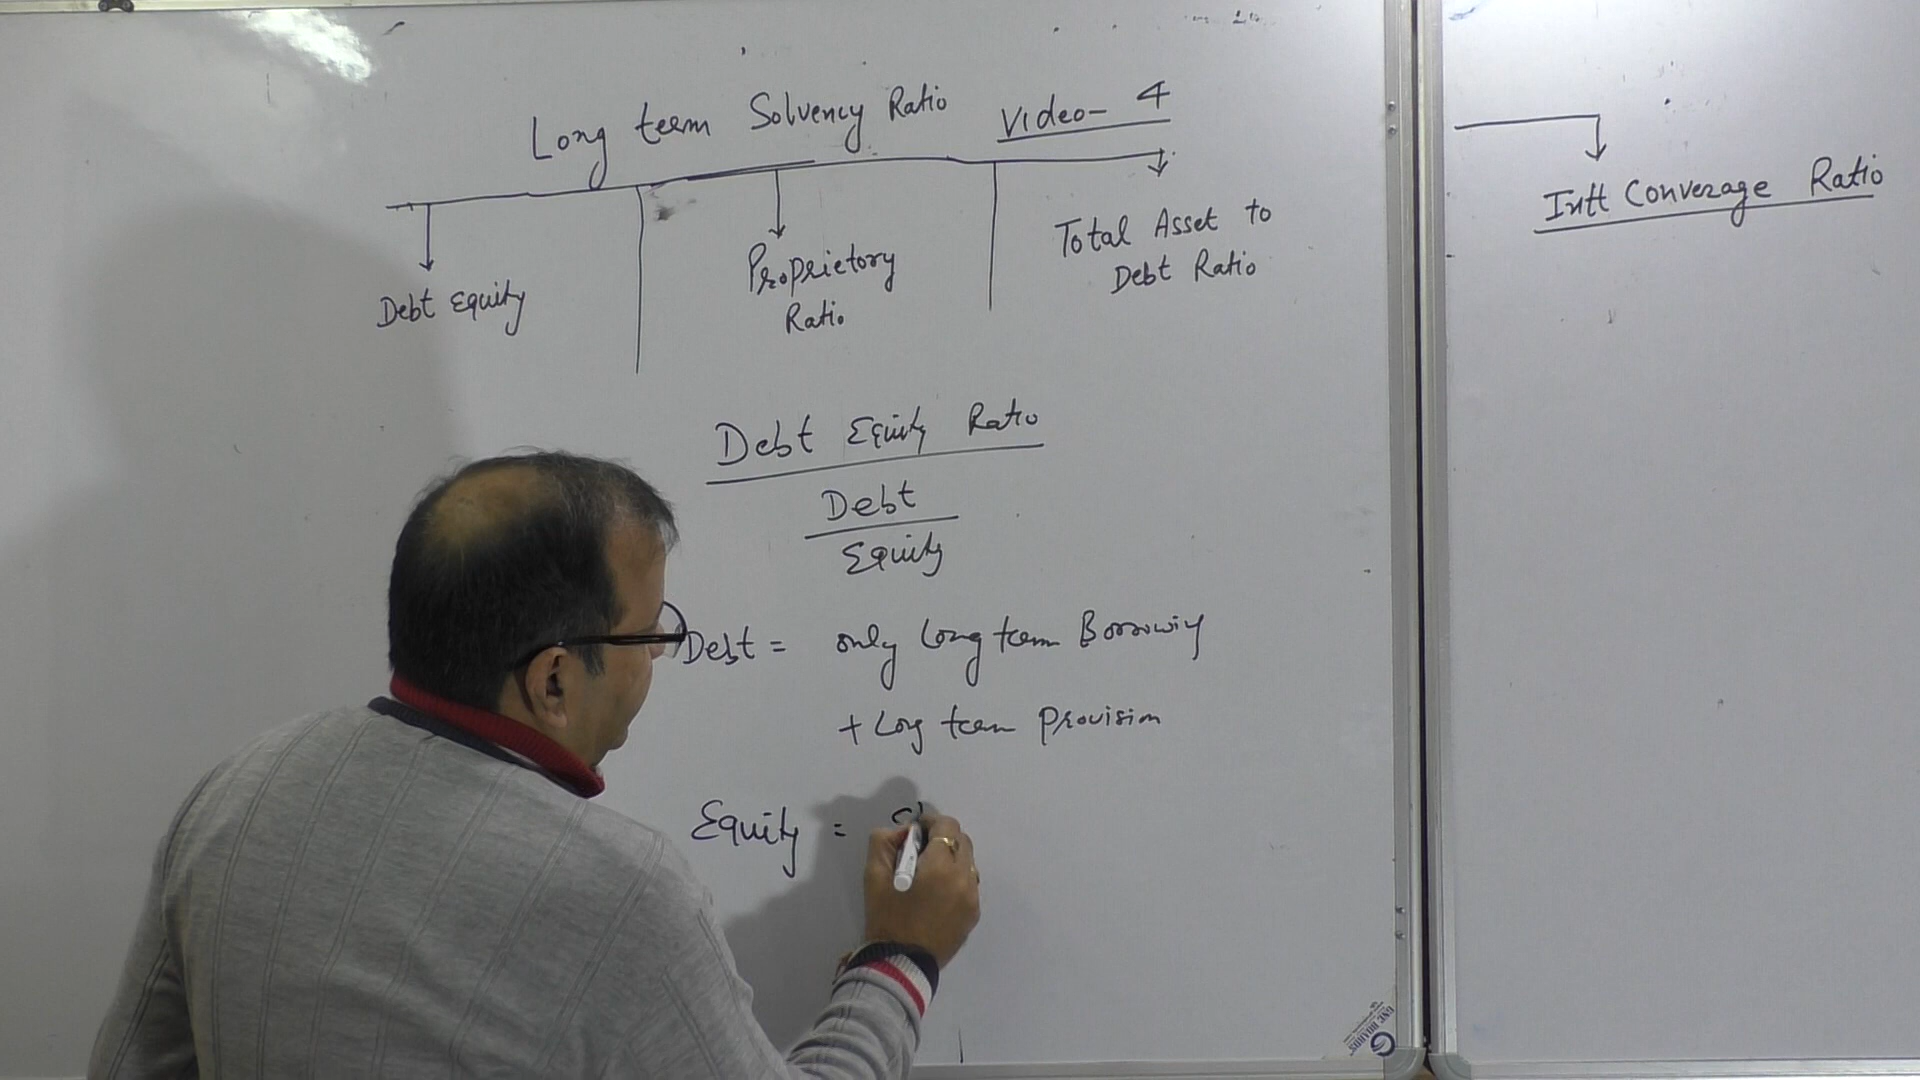 Long term Solvency Ratio Video- 4
Debt Equity
Proprietory
Ratio
Total Asset to
Debt Ratio
Intt Converage Ratio
Debt Equity Ratio
Debt
Equity
Debt = only Long term Borrowing
+ Long term Provision
Equity =